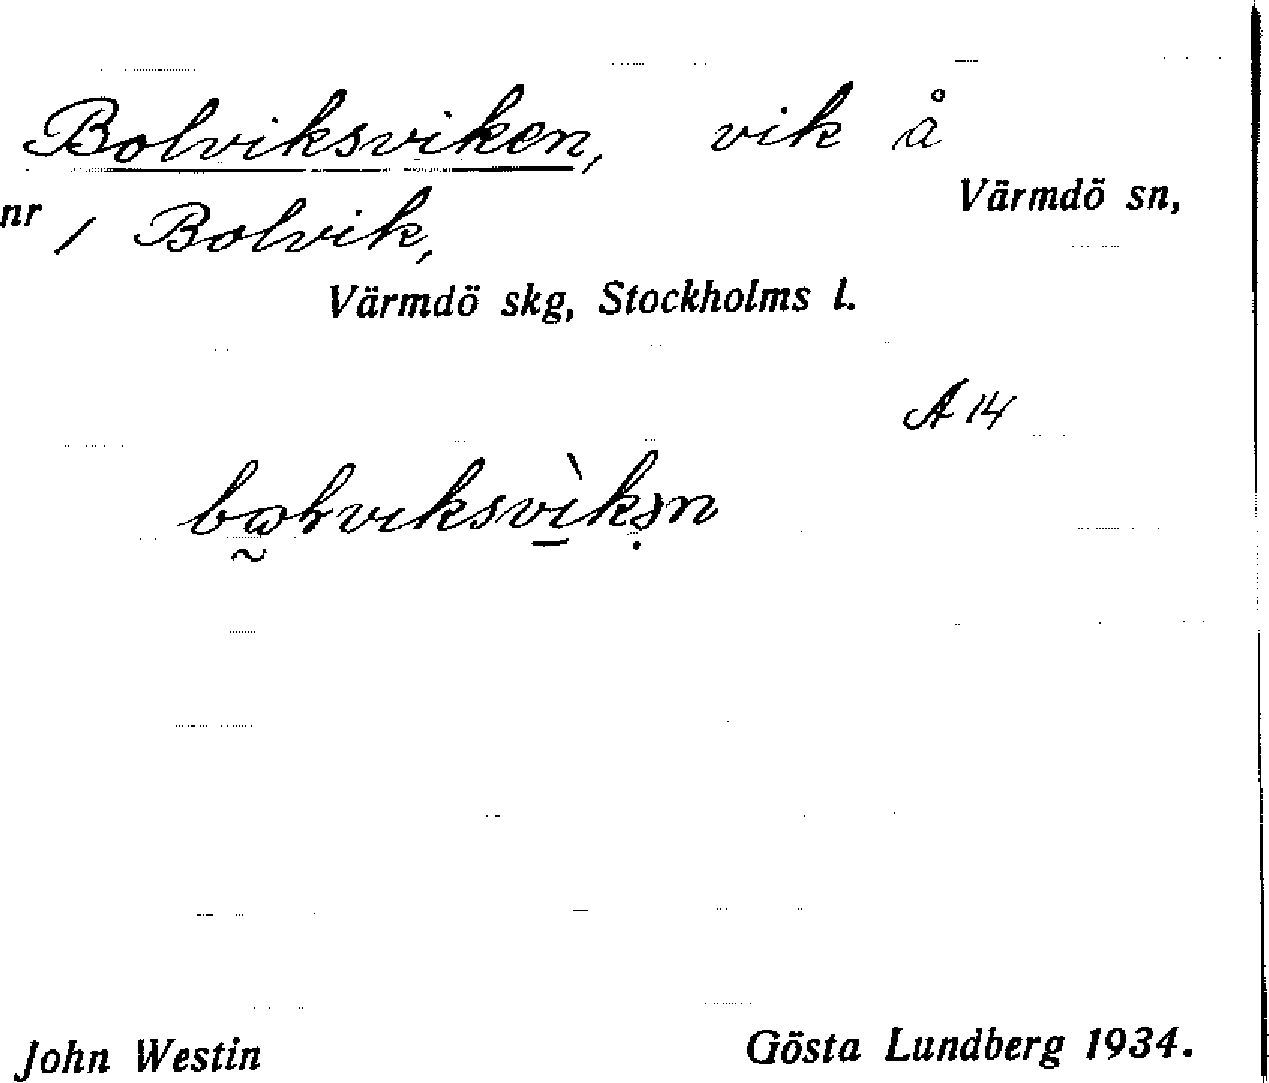 Bolviksviken, vik å
nr 1 Bolvik, Värmdö sn,
Värmdö skg, Stockholms l.
A 14
John Westin Gösta Lundberg 1934.